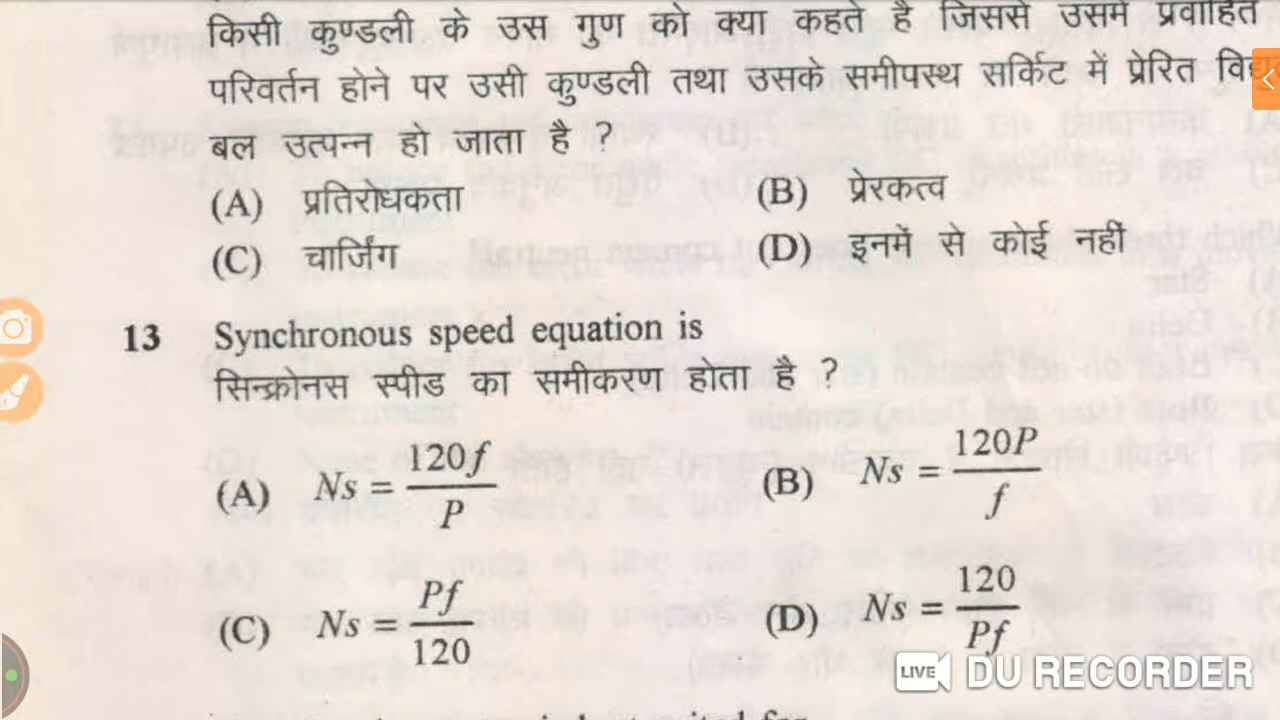 किसी कुण्डली के उस गुण को क्या कहते है जिससे उसमें प्रवाहित
परिवर्तन होने पर उसी कुण्डली तथा उसके समीपस्थ सर्किट में प्रेरित
बल उत्पन्न हो जाता है ?
(A) प्रतिरोधकता (B) प्रेरकत्व
(C) चार्जिंग (D) इनमें से कोई नहीं
13 Synchronous speed equation is
सिन्क्रोनस स्पीड का समीकरण होता है ?
(A) Ns = 120f / P (B) Ns = 120P / f
(C) Ns = Pf / 120 (D) Ns = 120 / Pf
LIVE DU RECORDER